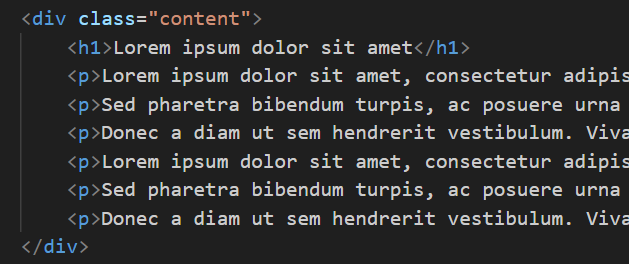 <div class="content">
<h1>Lorem ipsum dolor sit amet</h1>
<p>Lorem ipsum dolor sit amet, consectetur adipis
<p>Sed pharetra bibendum turpis, ac posuere urna
<p>Donec a diam ut sem hendrerit vestibulum. Viva
<p>Lorem ipsum dolor sit amet, consectetur adipis
<p>Sed pharetra bibendum turpis, ac posuere urna
<p>Donec a diam ut sem hendrerit vestibulum. Viva
</div>